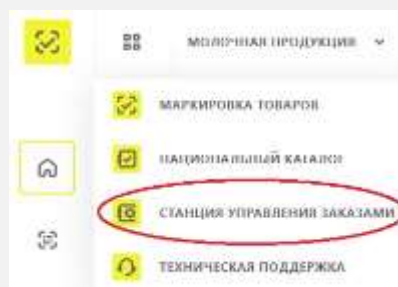 МОЛОЧНАЯ ПРОДУКЦИЯ
МАРКИРОВКА ТОВАРОВ
НАЦИОНАЛЬНЫЙ КАТАЛОГ
СТАНЦИЯ УПРАВЛЕНИЯ ЗАКАЗАМИ
ТЕХНИЧЕСКАЯ ПОДДЕРЖКА